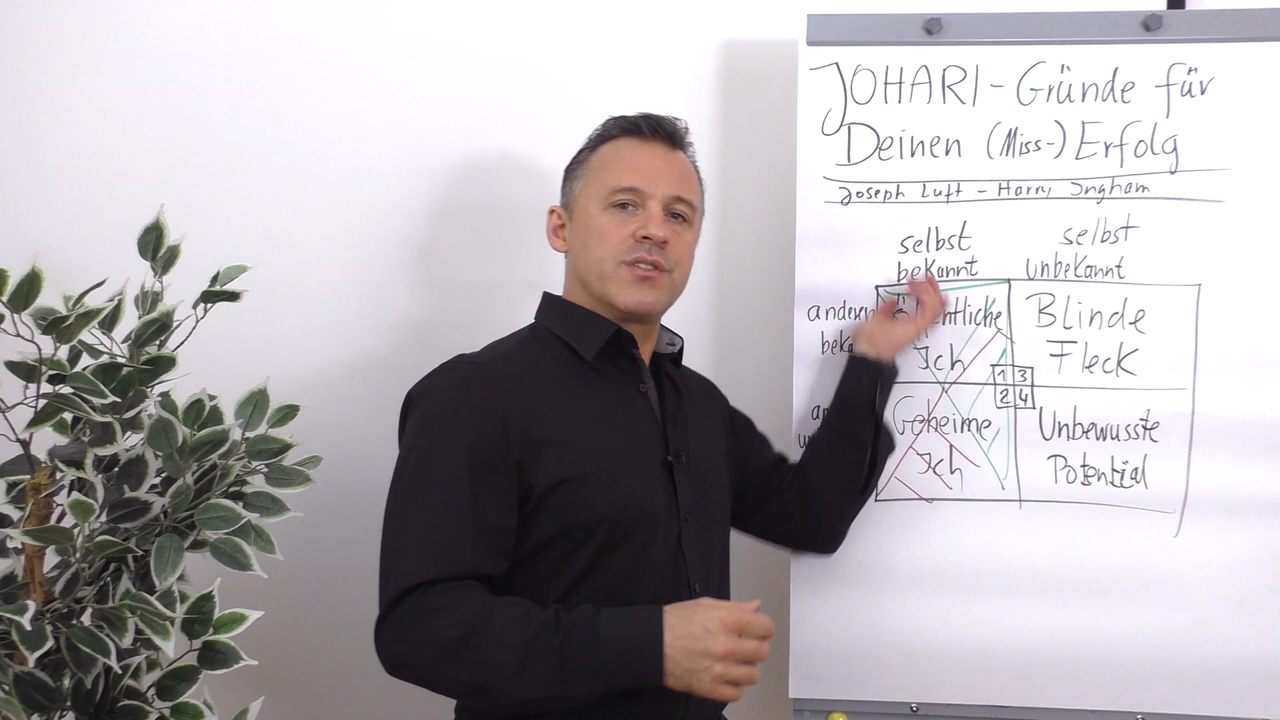 JOHARI - Gründe für
Deinen (Miss-) Erfolg
Joseph Luft - Harry Ingham
selbst
bekannt
selbst
unbekannt
anderen
Ich
Blinde
Fleck
1 3
2 4
Geheime
Ich
Unbewusste
Potential